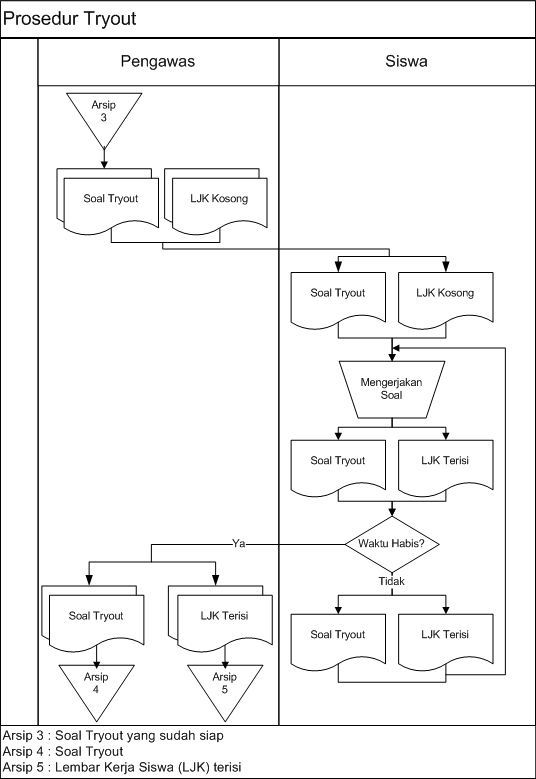 Prosedur Tryout
Pengawas
Siswa
Arsip
3
Soal Tryout
LJK Kosong
Soal Tryout
LJK Kosong
Mengerjakan
Soal
Soal Tryout
LJK Terisi
Waktu Habis?
Ya
Tidak
Soal Tryout
LJK Terisi
Soal Tryout
LJK Terisi
Arsip
4
Arsip
5
Arsip 3 : Soal Tryout yang sudah siap
Arsip 4 : Soal Tryout
Arsip 5 : Lembar Kerja Siswa (LJK) terisi